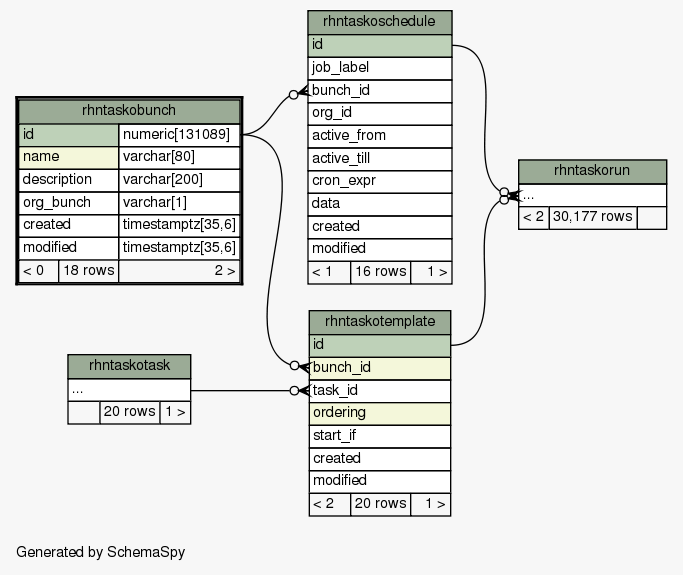 rhntaskobunch
id numeric[131089]
name varchar[80]
description varchar[200]
org_bunch varchar[1]
created timestamptz[35,6]
modified timestamptz[35,6]
< 0 18 rows 2 >
rhntaskoschedule
id
job_label
bunch_id
org_id
active_from
active_till
cron_expr
data
created
modified
< 1 16 rows 1 >
rhntaskorun
...
< 2 30,177 rows
rhntaskotask
...
20 rows 1 >
rhntaskotemplate
id
bunch_id
task_id
ordering
start_if
created
modified
< 2 20 rows 1 >
Generated by SchemaSpy